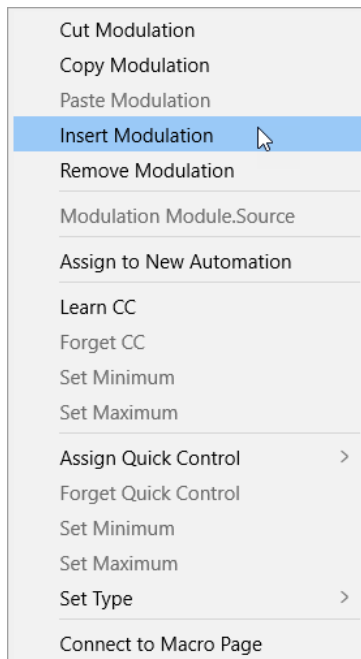 Cut Modulation
Copy Modulation
Paste Modulation
Insert Modulation
Remove Modulation
Modulation Module.Source
Assign to New Automation
Learn CC
Forget CC
Set Minimum
Set Maximum
Assign Quick Control
Forget Quick Control
Set Minimum
Set Maximum
Set Type
Connect to Macro Page